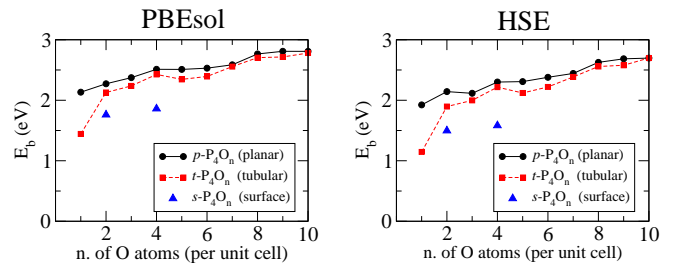 PBEsol
HSE
3
2
1
0
E_b (eV)
p-P₄Oₙ (planar)
t-P₄Oₙ (tubular)
s-P₄Oₙ (surface)
2 4 6 8 10
n. of O atoms (per unit cell)
3
2
1
0
E_b (eV)
p-P₄Oₙ (planar)
t-P₄Oₙ (tubular)
s-P₄Oₙ (surface)
2 4 6 8 10
n. of O atoms (per unit cell)